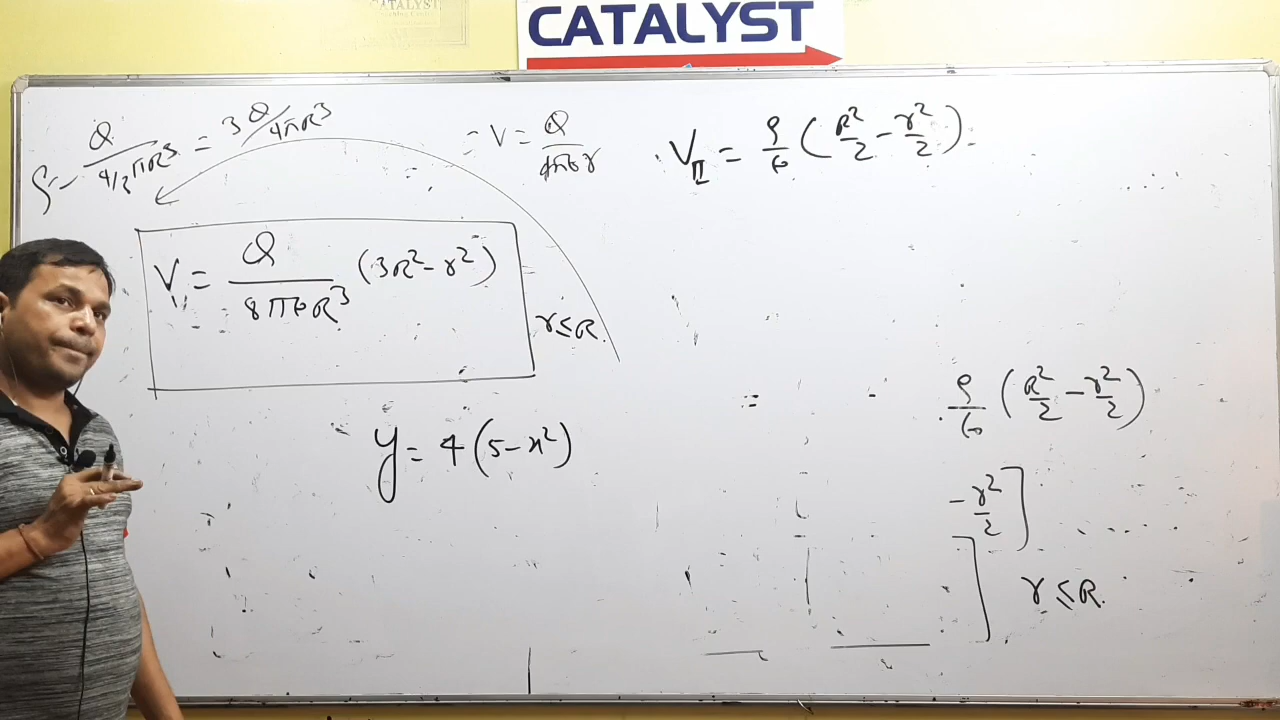 CATALYST
CATALYST
ρ = Q / 4/3 πR³ = 3Q/4πR³
= V = Q / 4πϵ₀r
V_II = ρ/ϵ₀ (R²/2 − r²/2)
V = Q / 8πϵ₀R³ (3R² − r²)
r ≤ R.
y = 4(5 − x²)
= ρ/ϵ₀ (R²/2 − r²/2)
− r²/2 ]
] r ≤ R.